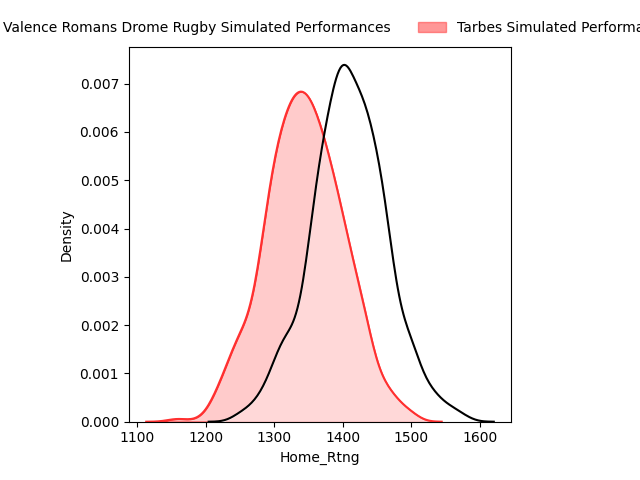 Valence Romans Drome Rugby Simulated Performances
Tarbes Simulated Performa
0.007
0.006
0.005
0.004
0.003
0.002
0.001
0.000
Density
1100 1200 1300 1400 1500 1600
Home_Rtng